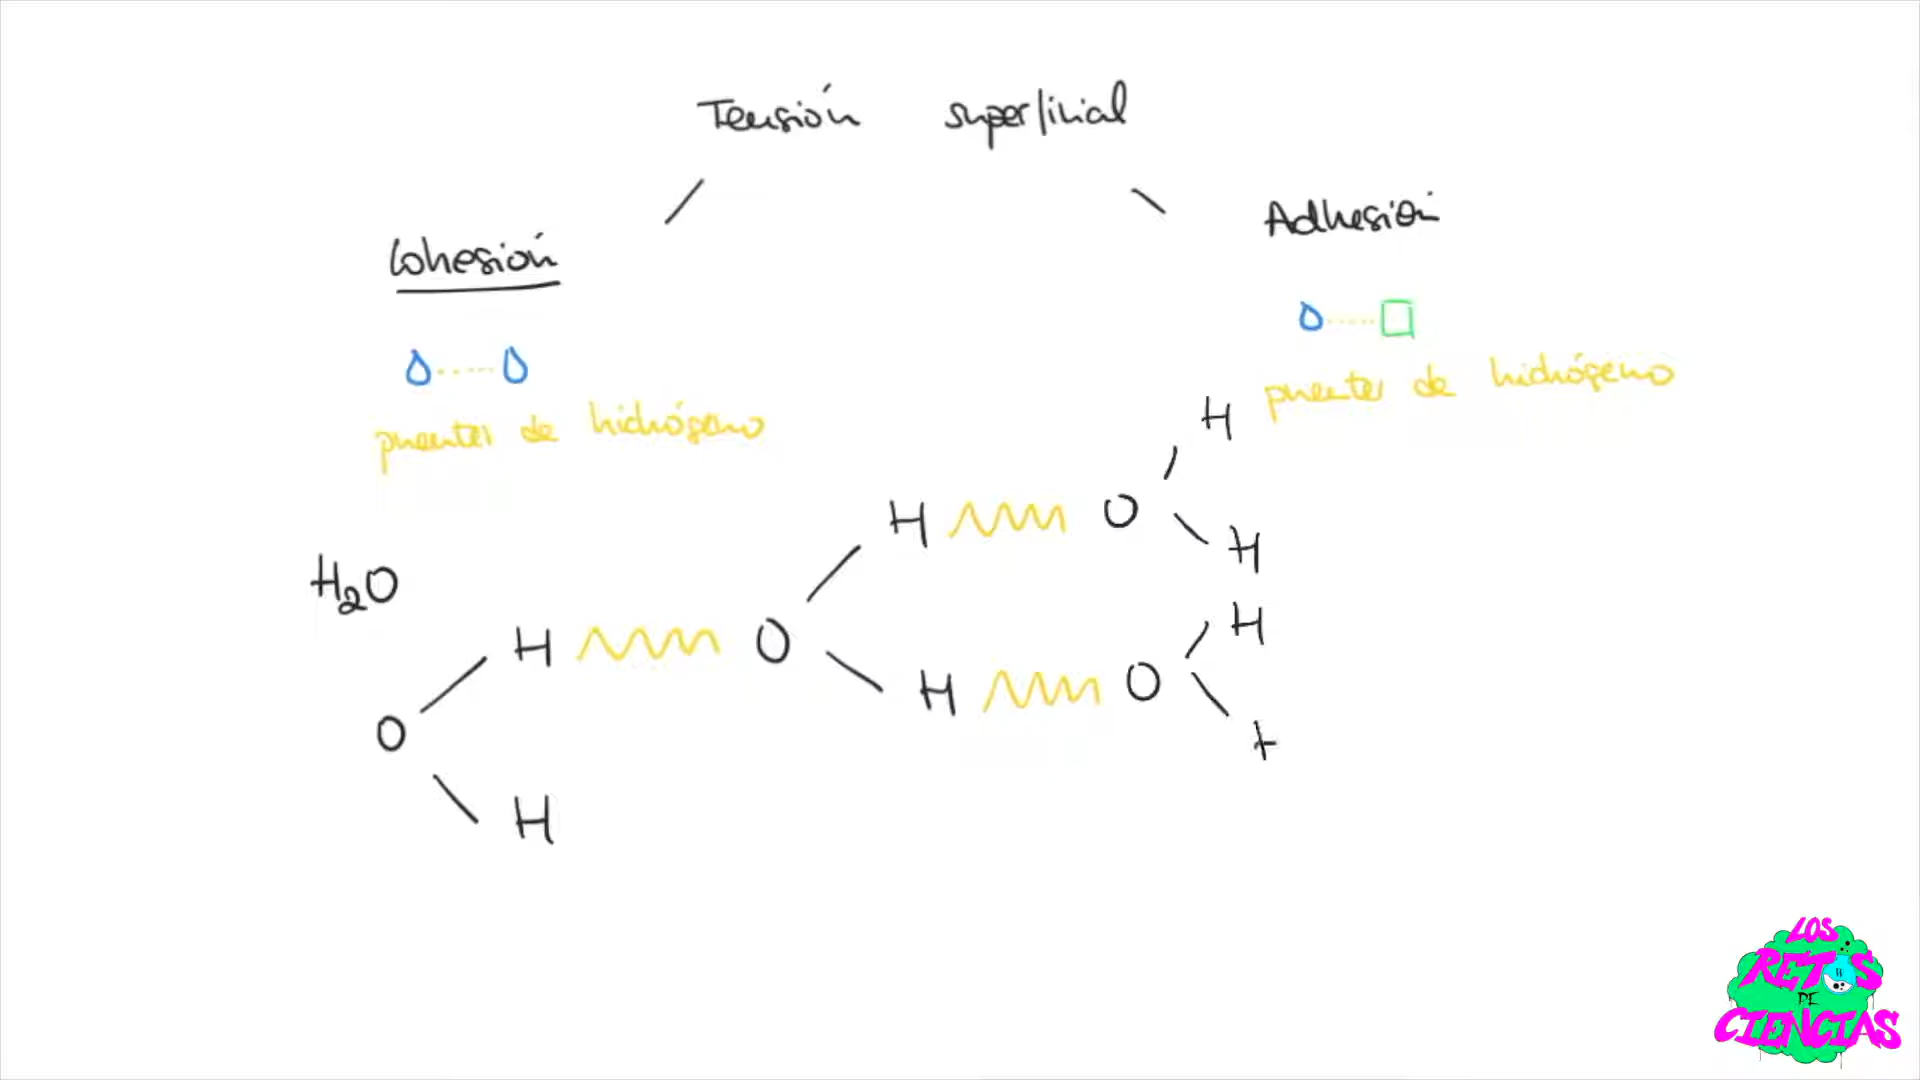 Tensión superficial
Cohesión
Adhesión
puentes de hidrógeno
puentes de hidrógeno
H
H O
H
H2O
H
H O
H O
O
H
LOS
RETOS
DE
CIENCIAS